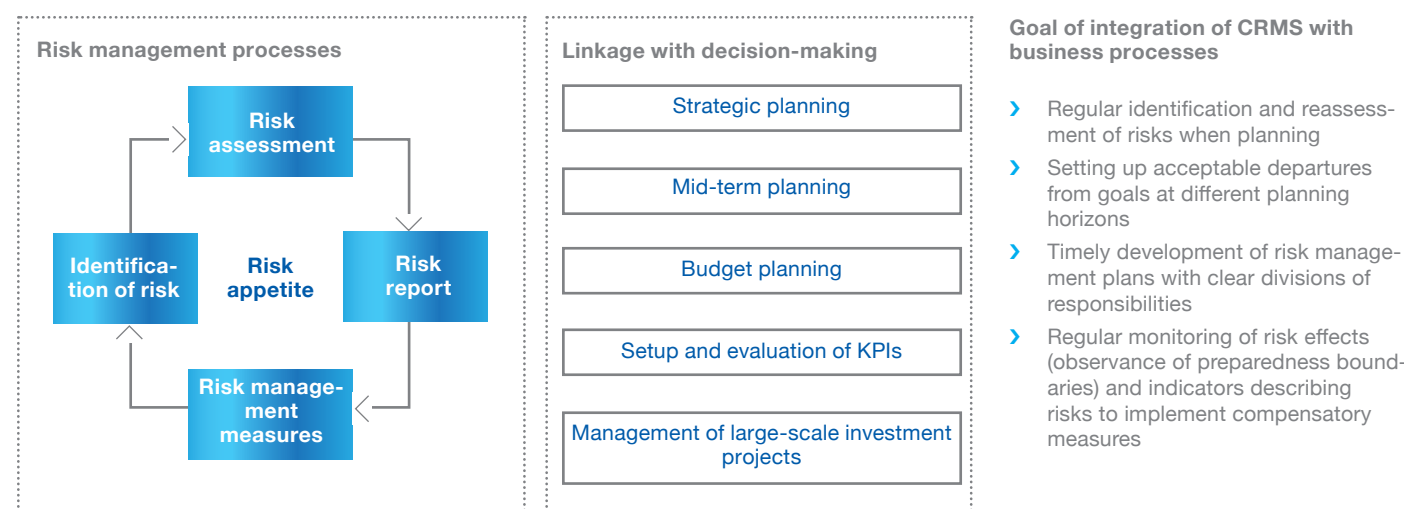 Risk management processes
Risk
assessment
Identifica-
tion of risk
Risk
appetite
Risk
report
Risk manage-
ment
measures
Linkage with decision-making
Strategic planning
Mid-term planning
Budget planning
Setup and evaluation of KPIs
Management of large-scale investment
projects
Goal of integration of CRMS with
business processes
› Regular identification and reassess-
ment of risks when planning
› Setting up acceptable departures
from goals at different planning
horizons
› Timely development of risk manage-
ment plans with clear divisions of
responsibilities
› Regular monitoring of risk effects
(observance of preparedness bound-
aries) and indicators describing
risks to implement compensatory
measures